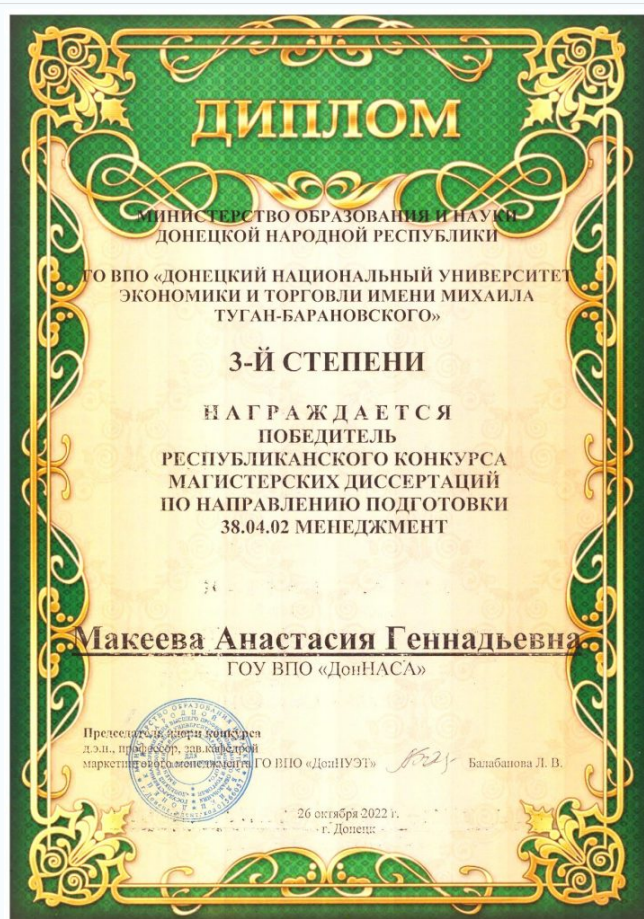 ДИПЛОМ
МИНИСТЕРСТВО ОБРАЗОВАНИЯ И НАУКИ
ДОНЕЦКОЙ НАРОДНОЙ РЕСПУБЛИКИ
ГО ВПО «ДОНЕЦКИЙ НАЦИОНАЛЬНЫЙ УНИВЕРСИТЕТ
ЭКОНОМИКИ И ТОРГОВЛИ ИМЕНИ МИХАИЛА
ТУГАН-БАРАНОВСКОГО»
3-Й СТЕПЕНИ
НАГРАЖДАЕТСЯ
ПОБЕДИТЕЛЬ
РЕСПУБЛИКАНСКОГО КОНКУРСА
МАГИСТЕРСКИХ ДИССЕРТАЦИЙ
ПО НАПРАВЛЕНИЮ ПОДГОТОВКИ
38.04.02 МЕНЕДЖМЕНТ
Макеева Анастасия Геннадьевна
ГОУ ВПО «ДонНАСА»
Председатель жюри конкурса
д.э.н., профессор, зав.кафедрой
маркетингового менеджмента ГО ВПО «ДонНУЭТ» Балабанова Л. В.
26 октября 2022 г.
г. Донецк